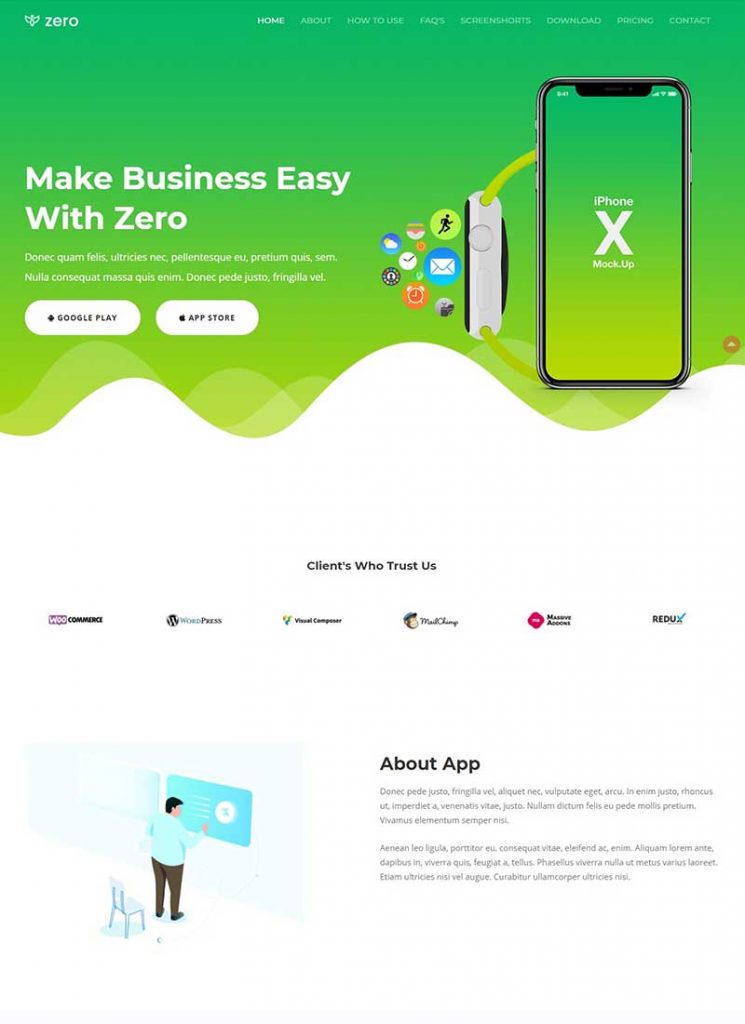 zero
HOME ABOUT HOW TO USE FAQ'S SCREENSHORTS DOWNLOAD PRICING CONTACT
9:41
Make Business Easy
With Zero
Donec quam felis, ultricies nec, pellentesque eu, pretium quis, sem.
Nulla consequat massa quis enim. Donec pede justo, fringilla vel.
GOOGLE PLAY APP STORE
iPhone
X
Mock.Up
Client's Who Trust Us
WOO COMMERCE WORDPRESS Visual Composer MailChimp MASSIVE ADDONS REDUX
About App
Donec pede justo, fringilla vel, aliquet nec, vulputate eget, arcu. In enim justo, rhoncus
ut, imperdiet a, venenatis vitae, justo. Nullam dictum felis eu pede mollis pretium.
Vivamus elementum semper nisi.
Aenean leo ligula, porttitor eu, consequat vitae, eleifend ac, enim. Aliquam lorem ante,
dapibus in, viverra quis, feugiat a, tellus. Phasellus viverra nulla ut metus varius laoreet.
Etiam ultricies nisi vel augue. Curabitur ullamcorper ultricies nisi.